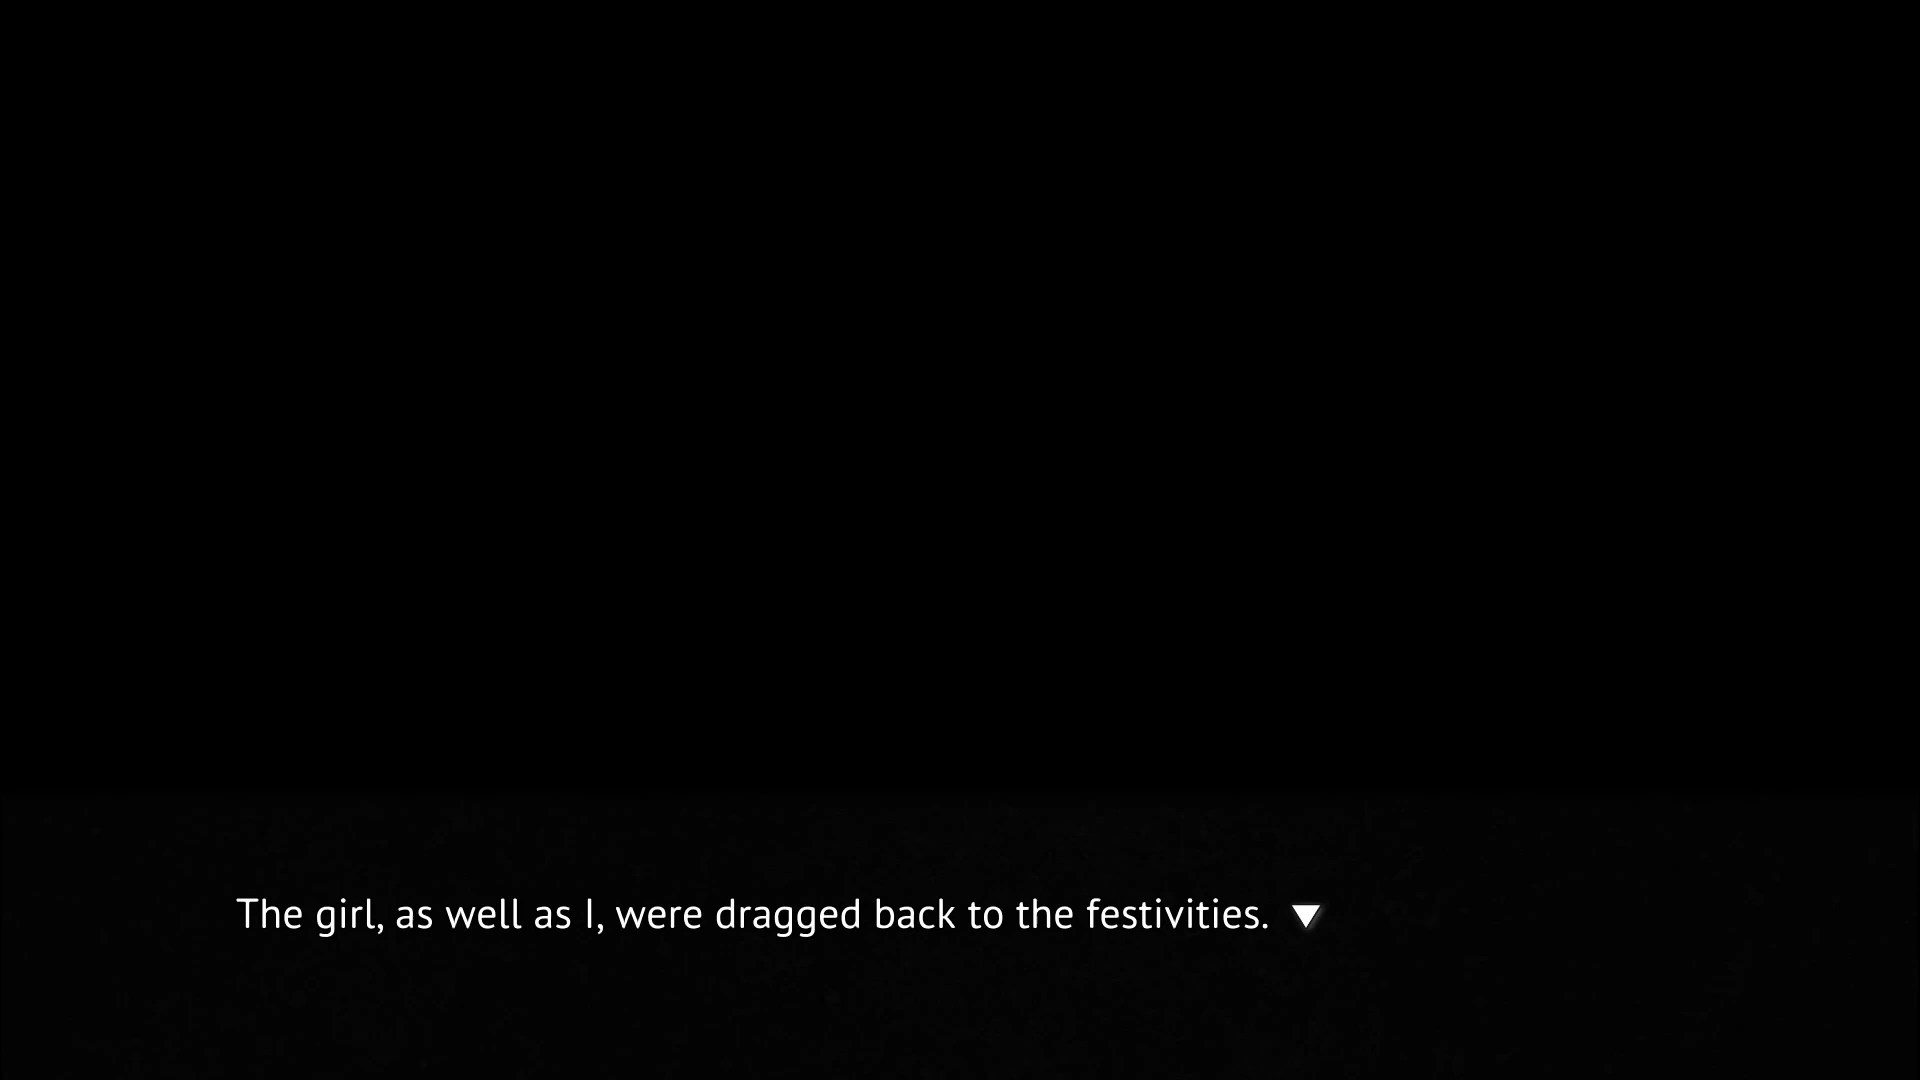 The girl, as well as I, were dragged back to the festivities.